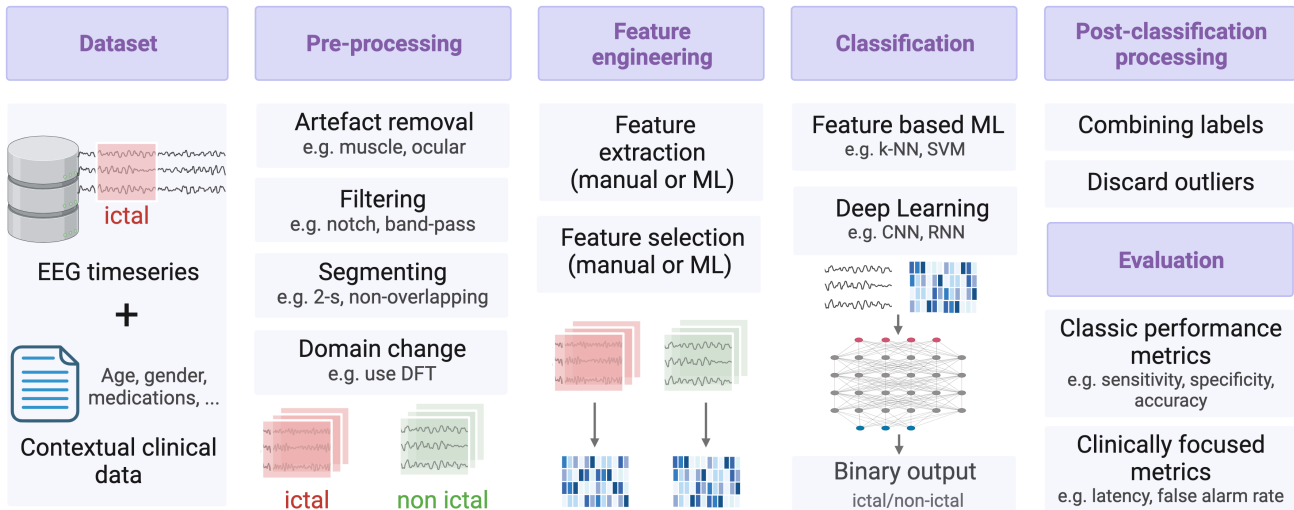 Dataset
ictal
EEG timeseries
+
Age, gender,
medications, ...
Contextual clinical
data
Pre-processing
Artefact removal
e.g. muscle, ocular
Filtering
e.g. notch, band-pass
Segmenting
e.g. 2-s, non-overlapping
Domain change
e.g. use DFT
ictal
non ictal
Feature
engineering
Feature
extraction
(manual or ML)
Feature selection
(manual or ML)
Classification
Feature based ML
e.g. k-NN, SVM
Deep Learning
e.g. CNN, RNN
Binary output
ictal/non-ictal
Post-classification
processing
Combining labels
Discard outliers
Evaluation
Classic performance
metrics
e.g. sensitivity, specificity,
accuracy
Clinically focused
metrics
e.g. latency, false alarm rate